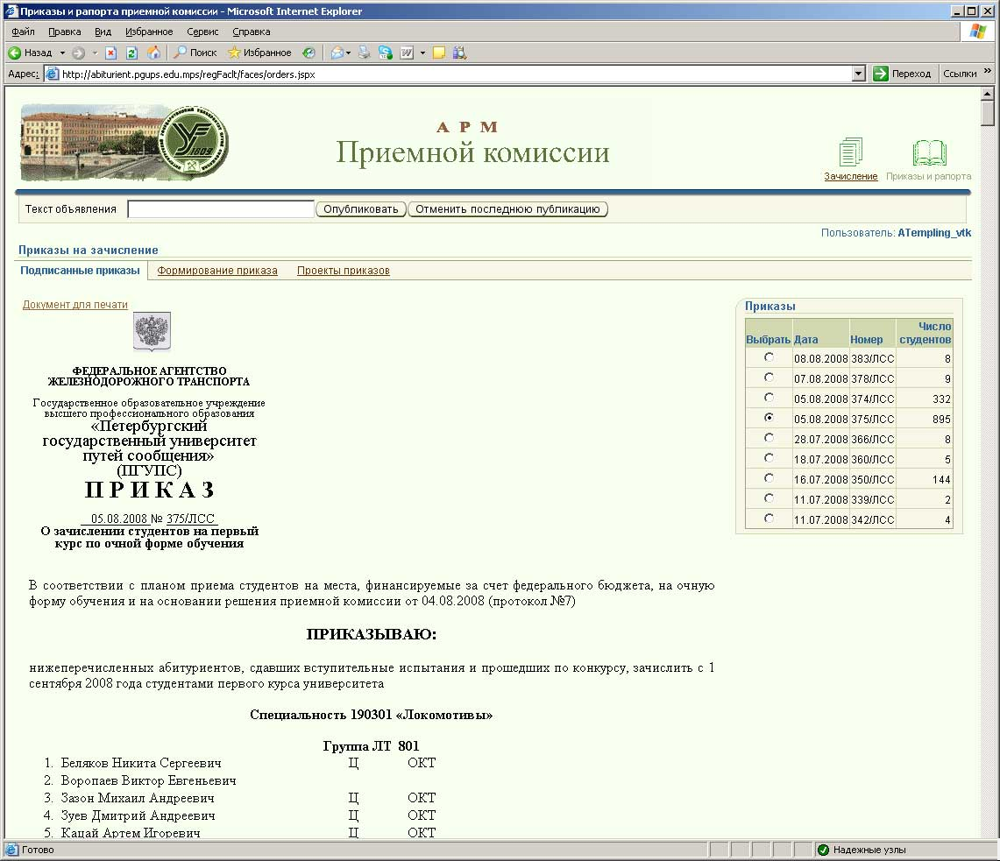 Приказы и рапорта приемной комиссии - Microsoft Internet Explorer
Файл Правка Вид Избранное Сервис Справка
Назад Поиск Избранное
Адрес: http://abiturient.pgups.edu.mps/regFaclt/faces/orders.jspx Переход Ссылки »
1809
А Р М
Приемной комиссии
Зачисление Приказы и рапорта
Текст объявления Опубликовать Отменить последнюю публикацию
Пользователь: ATempling_vtk
Приказы на зачисление
Подписанные приказы Формирование приказа Проекты приказов
Документ для печати
ФЕДЕРАЛЬНОЕ АГЕНТСТВО
ЖЕЛЕЗНОДОРОЖНОГО ТРАНСПОРТА
Государственное образовательное учреждение
высшего профессионального образования
«Петербургский
государственный университет
путей сообщения»
(ПГУПС)
П Р И К А З
05.08.2008 № 375/ЛСС
О зачислении студентов на первый
курс по очной форме обучения
В соответствии с планом приема студентов на места, финансируемые за счет федерального бюджета, на очную
форму обучения и на основании решения приемной комиссии от 04.08.2008 (протокол №7)
ПРИКАЗЫВАЮ:
нижеперечисленных абитуриентов, сдавших вступительные испытания и прошедших по конкурсу, зачислить с 1
сентября 2008 года студентами первого курса университета
Специальность 190301 «Локомотивы»
Группа ЛТ 801
1. Беляков Никита Сергеевич Ц ОКТ
2. Воропаев Виктор Евгеньевич
3. Зазон Михаил Андреевич Ц ОКТ
4. Зуев Дмитрий Андреевич Ц ОКТ
5. Кацай Артем Игоревич Ц ОКТ
Приказы
Выбрать Дата Номер Число студентов
08.08.2008 383/ЛСС 8
07.08.2008 378/ЛСС 9
05.08.2008 374/ЛСС 332
05.08.2008 375/ЛСС 895
28.07.2008 366/ЛСС 8
18.07.2008 360/ЛСС 5
16.07.2008 350/ЛСС 144
11.07.2008 339/ЛСС 2
11.07.2008 342/ЛСС 4
Готово Надежные узлы